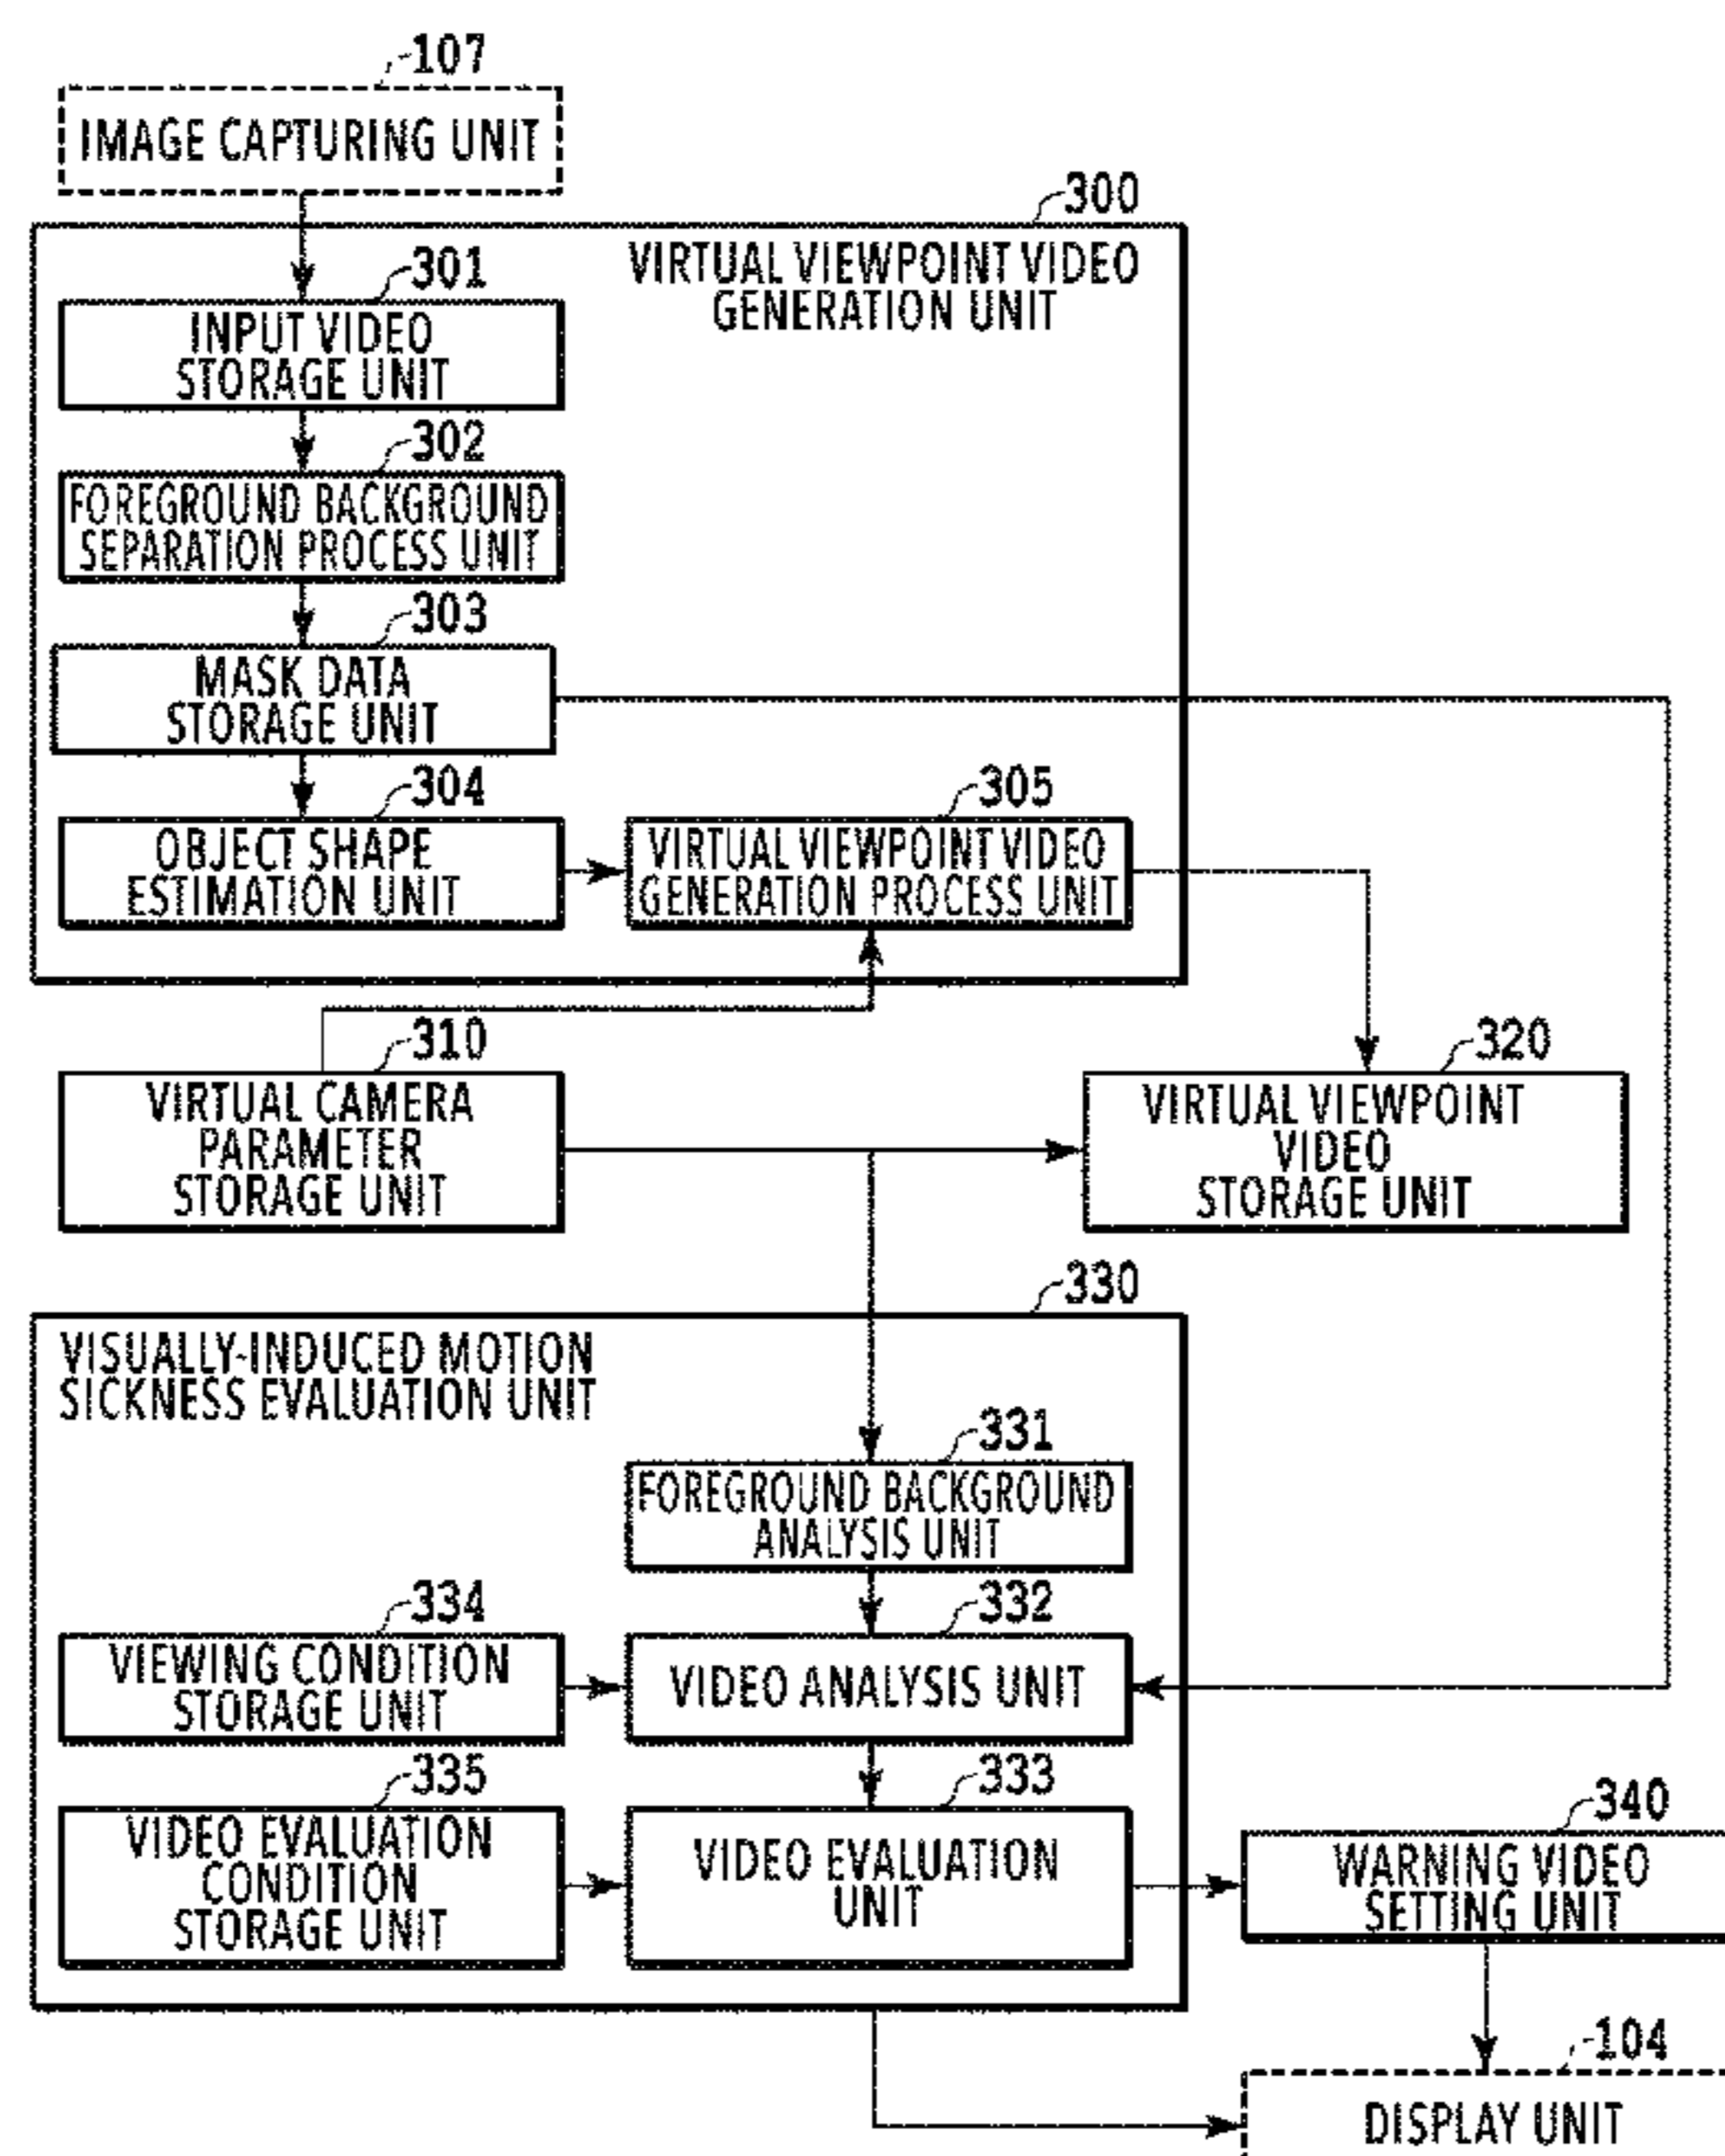 107
IMAGE CAPTURING UNIT
300
VIRTUAL VIEWPOINT VIDEO
GENERATION UNIT
301
INPUT VIDEO
STORAGE UNIT
302
FOREGROUND BACKGROUND
SEPARATION PROCESS UNIT
303
MASK DATA
STORAGE UNIT
304
OBJECT SHAPE
ESTIMATION UNIT
305
VIRTUAL VIEWPOINT VIDEO
GENERATION PROCESS UNIT
310
VIRTUAL CAMERA
PARAMETER
STORAGE UNIT
320
VIRTUAL VIEWPOINT
VIDEO
STORAGE UNIT
330
VISUALLY-INDUCED MOTION
SICKNESS EVALUATION UNIT
331
FOREGROUND BACKGROUND
ANALYSIS UNIT
334
VIEWING CONDITION
STORAGE UNIT
332
VIDEO ANALYSIS UNIT
335
VIDEO EVALUATION
CONDITION
STORAGE UNIT
333
VIDEO EVALUATION
UNIT
340
WARNING VIDEO
SETTING UNIT
104
DISPLAY UNIT